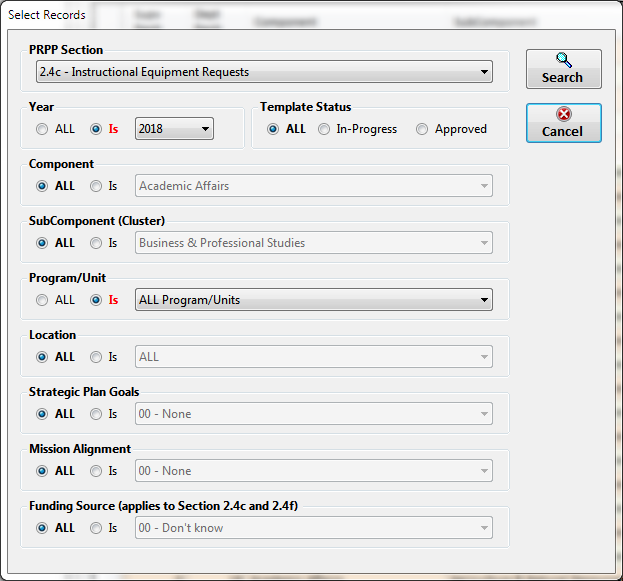 Select Records
PRPP Section
2.4c - Instructional Equipment Requests
Search
Year
ALL Is 2018
Template Status
ALL In-Progress Approved
Cancel
Component
ALL Is Academic Affairs
SubComponent (Cluster)
ALL Is Business & Professional Studies
Program/Unit
ALL Is ALL Program/Units
Location
ALL Is ALL
Strategic Plan Goals
ALL Is 00 - None
Mission Alignment
ALL Is 00 - None
Funding Source (applies to Section 2.4c and 2.4f)
ALL Is 00 - Don't know